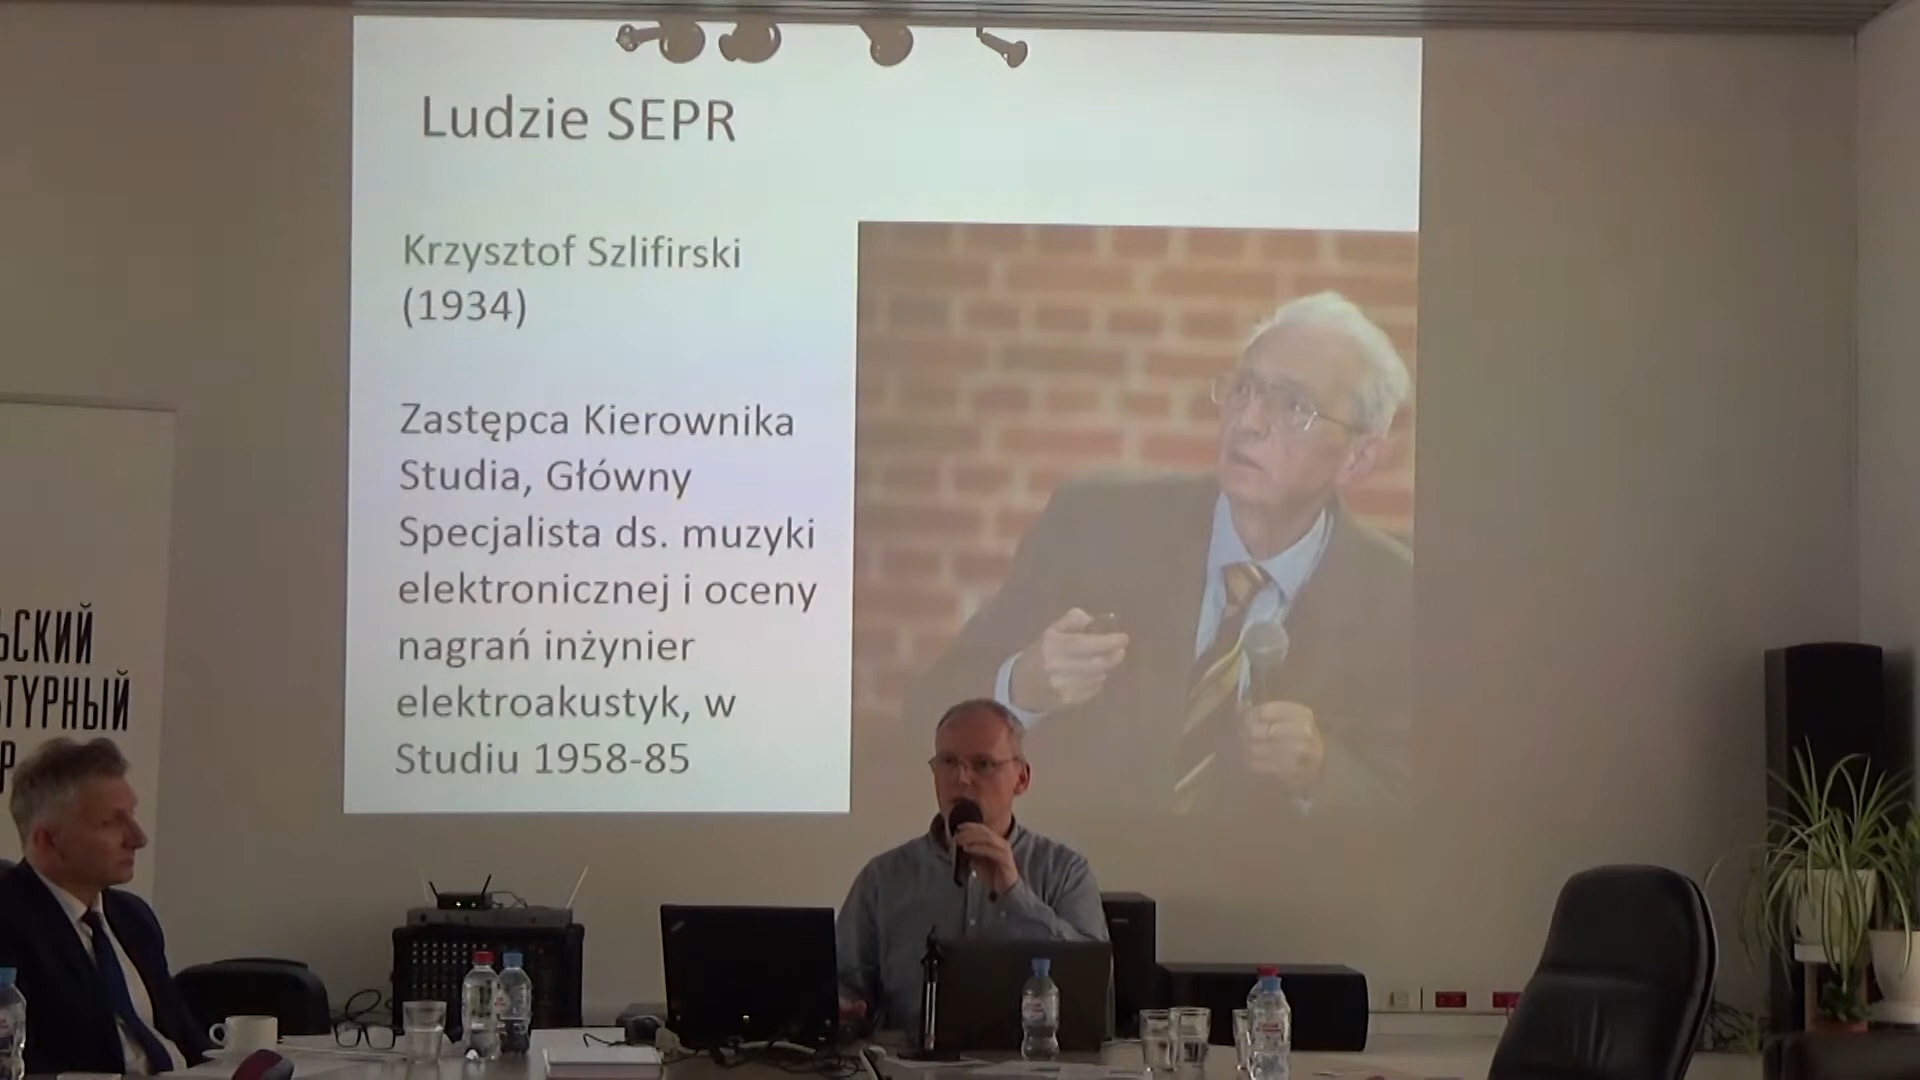 Ludzie SEPR
Krzysztof Szlifirski
(1934)
Zastępca Kierownika
Studia, Główny
Specjalista ds. muzyki
elektronicznej i oceny
nagrań inżynier
elektroakustyk, w
Studiu 1958-85
ЬСКИЙ
ТУРНЫЙ
Р